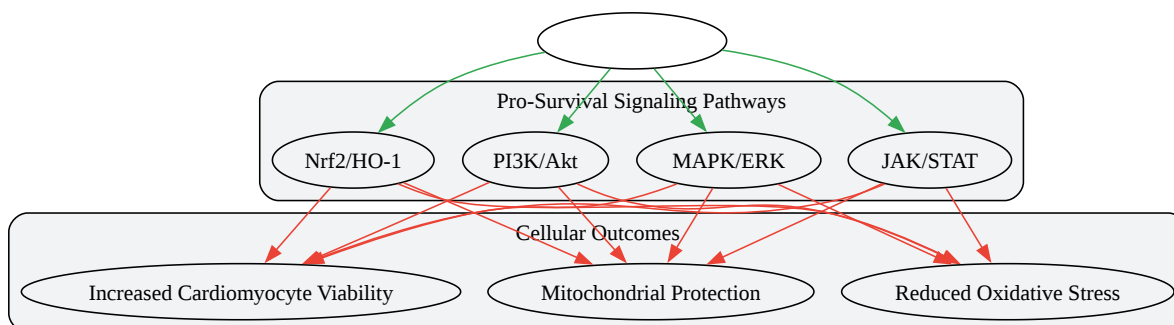 Pro-Survival Signaling Pathways
Nrf2/HO-1
PI3K/Akt
MAPK/ERK
JAK/STAT
Cellular Outcomes
Increased Cardiomyocyte Viability
Mitochondrial Protection
Reduced Oxidative Stress